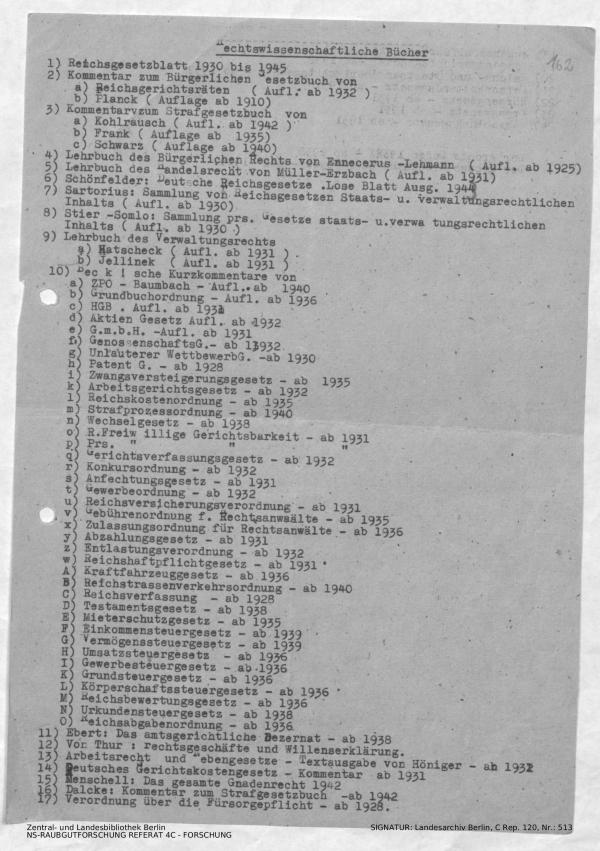 Rechtswissenschaftliche Bücher
162
1) Reichsgesetzblatt 1930 bis 1945
2) Kommentar zum Bürgerlichen Gesetzbuch von
a) Reichsgerichtsräten ( Aufl. ab 1932 )
b) Planck ( Auflage ab 1910)
3) Kommentarvzum Strafgesetzbuch von
a) Kohlrausch ( Aufl. ab 1942 )
b) Frank ( Auflage ab 1935)
c) Schwarz ( Auflage ab 1940)
4) Lehrbuch des Bürgerlichen Rechts von Ennecerus -Lehmann ( Aufl. ab 1925)
5) Lehrbuch des Handelsrecht von Müller-Erzbach ( Aufl. ab 1931)
6) Schönfelder: Deutsche Reichsgesetze .Lose Blatt Ausg. 1944
7) Sartorius: Sammlung von Reichsgesetzen Staats- u. verwaltungsrechtlichen
Inhalts ( Aufl. ab 1930)
8) Stier -Somlo: Sammlung prs. Gesetze staats- u.verwa tungsrechtlichen
Inhalts ( Aufl. ab 1930 )
9) Lehrbuch des Verwaltungsrechts
a) Hatscheck ( Aufl. ab 1931 )
b) Jellinek ( Aufl. ab 1931 )
10) Bec k ! sche Kurzkommentare von
a) ZPO - Baumbach - Aufl. ab 1940
b) Grundbuchordnung - Aufl. ab 1936
c) HGB . Aufl. ab 1931
d) Aktien Gesetz Aufl. ab 1932
e) G.m.b.H. -Aufl. ab 1931
f) GenossenschaftsG.- ab 13932
g) Unlauterer WettbewerbG. -ab 1930
h) Patent G. - ab 1928
i) Zwangsversteigerungsgesetz - ab 1935
k) Arbeitsgerichtsgesetz - ab 1932
l) Reichskostenordnung - ab 1935
m) Strafprozessordnung - ab 1940
n) Wechselgesetz - ab 1938
o) R.Freiw illige Gerichtsbarkeit - ab 1931
p) Prs. " " "
q) Gerichtsverfassungsgesetz - ab 1932
r) Konkursordnung - ab 1932
s) Anfechtungsgesetz - ab 1931
t) Gewerbeordnung - ab 1932
u) Reichsversicherungsverordnung - ab 1931
v) Gebührenordnung f. Rechtsanwälte - ab 1935
x) Zulassungsordnung für Rechtsanwälte - ab 1936
y) Abzahlungsgesetz - ab 1931
z) Entlastungsverordnung - ab 1932
w) Reichshaftpflichtgesetz - ab 1931
A) Kraftfahrzeuggesetz - ab 1936
B) Reichstrassenverkehrsordnung - ab 1940
C) Reichsverfassung - ab 1928
D) Testamentsgesetz - ab 1938
E) Mieterschutzgesetz - ab 1935
F) Einkommensteuergesetz - ab 1939
G) Vermögenssteuergesetz - ab 1939
H) Umsatzsteuergesetz - ab 1936
I) Gewerbesteuergesetz - ab 1936
K) Grundsteuergesetz - ab 1936
L) Körperschaftssteuergesetz - ab 1936
M) Reichsbewertungsgesetz - ab 1936
N) Urkundensteuergesetz - ab 1938
O) Reichsabgabenordnung - ab 1936
11) Ebert: Das amtsgerichtliche Dezernat - ab 1938
12) Von Thur : rechtsgeschäfte und Willenserklärung.
13) Arbeitsrecht und Nebengesetze - Textausgabe von Höniger - ab 1932
14) Deutsches Gerichtskostengesetz - Kommentar ab 1931
15) Menschell: Das gesamte Gnadenrecht 1942
16) Dalcke: Kommentar zum Strafgesetzbuch -ab 1942
17) Verordnung über die Fürsorgepflicht - ab 1928.
Zentral- und Landesbibliothek Berlin
NS-RAUBGUTFORSCHUNG REFERAT 4C - FORSCHUNG
SIGNATUR: Landesarchiv Berlin, C Rep. 120, Nr.: 513